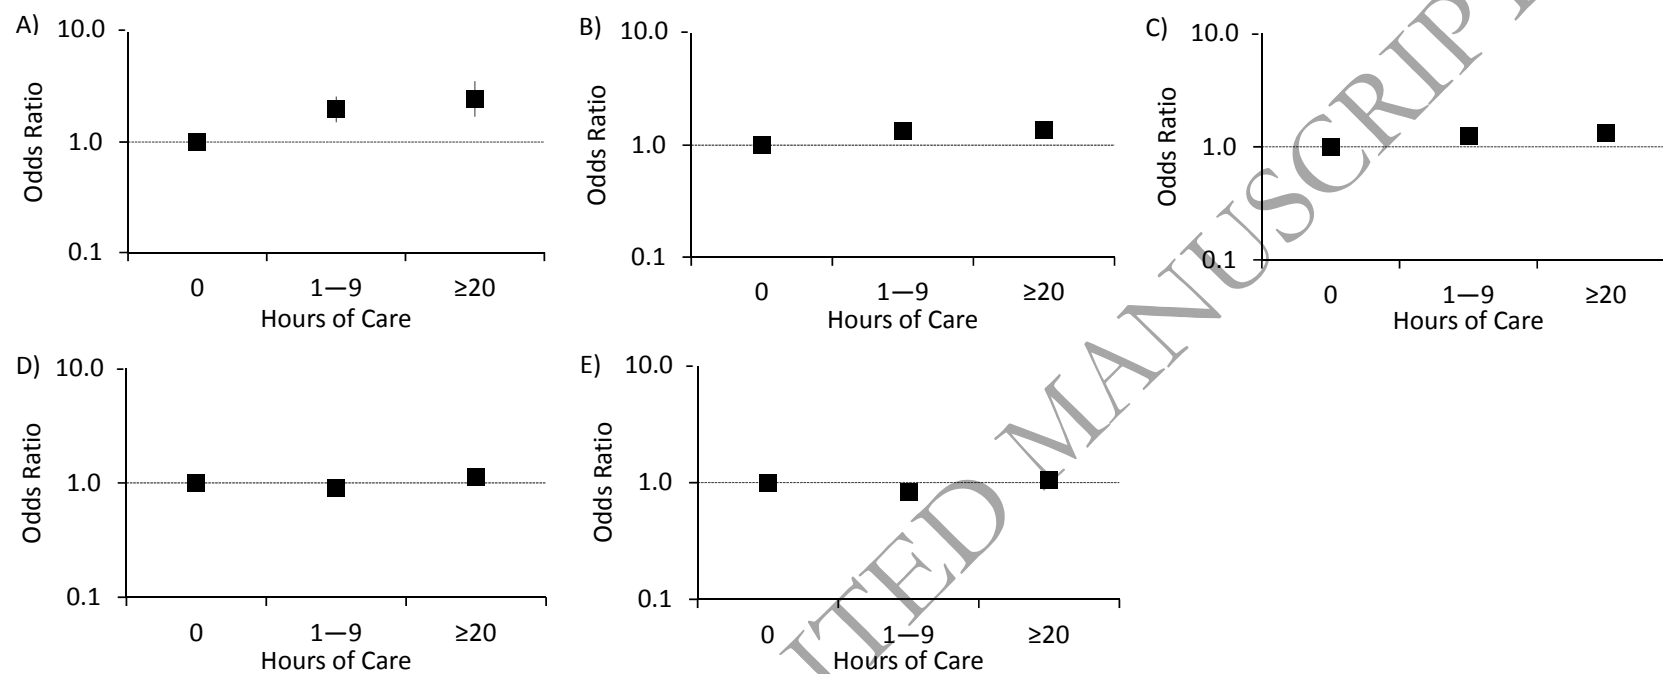 A)
10.0
1.0
0.1
Odds Ratio
0 1—9 ≥20
Hours of Care
B)
10.0
1.0
0.1
Odds Ratio
0 1—9 ≥20
Hours of Care
C)
10.0
1.0
0.1
Odds Ratio
0 1—9 ≥20
Hours of Care
D)
10.0
1.0
0.1
Odds Ratio
0 1—9 ≥20
Hours of Care
E)
10.0
1.0
0.1
Odds Ratio
0 1—9 ≥20
Hours of Care
MANUSCRIPT